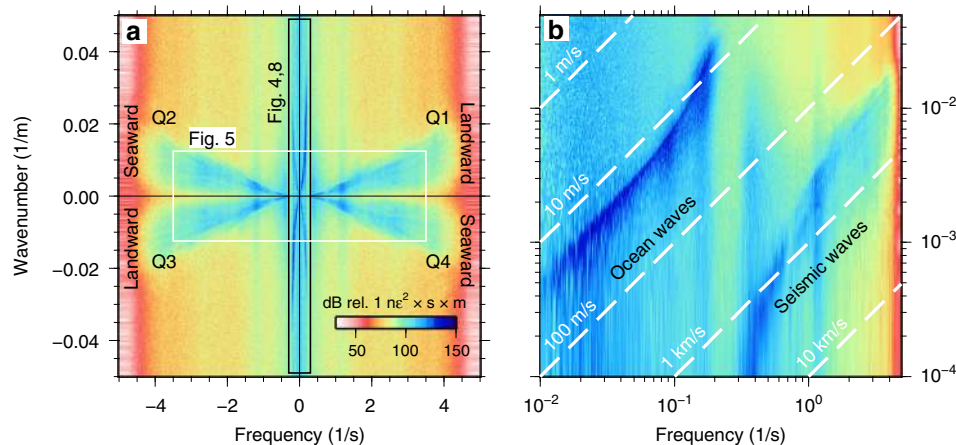 a
b
0.04
0.02
0.00
−0.02
−0.04
Wavenumber (1/m)
Seaward
Q2
Fig. 5
Fig. 4,8
Q1
Landward
Landward
Q3
Q4
Seaward
dB rel. 1 nε² × s × m
50 100 150
−4 −2 0 2 4
Frequency (1/s)
1 m/s
10 m/s
100 m/s
1 km/s
10 km/s
Ocean waves
Seismic waves
10⁻²
10⁻³
10⁻⁴
10⁻² 10⁻¹ 10⁰
Frequency (1/s)